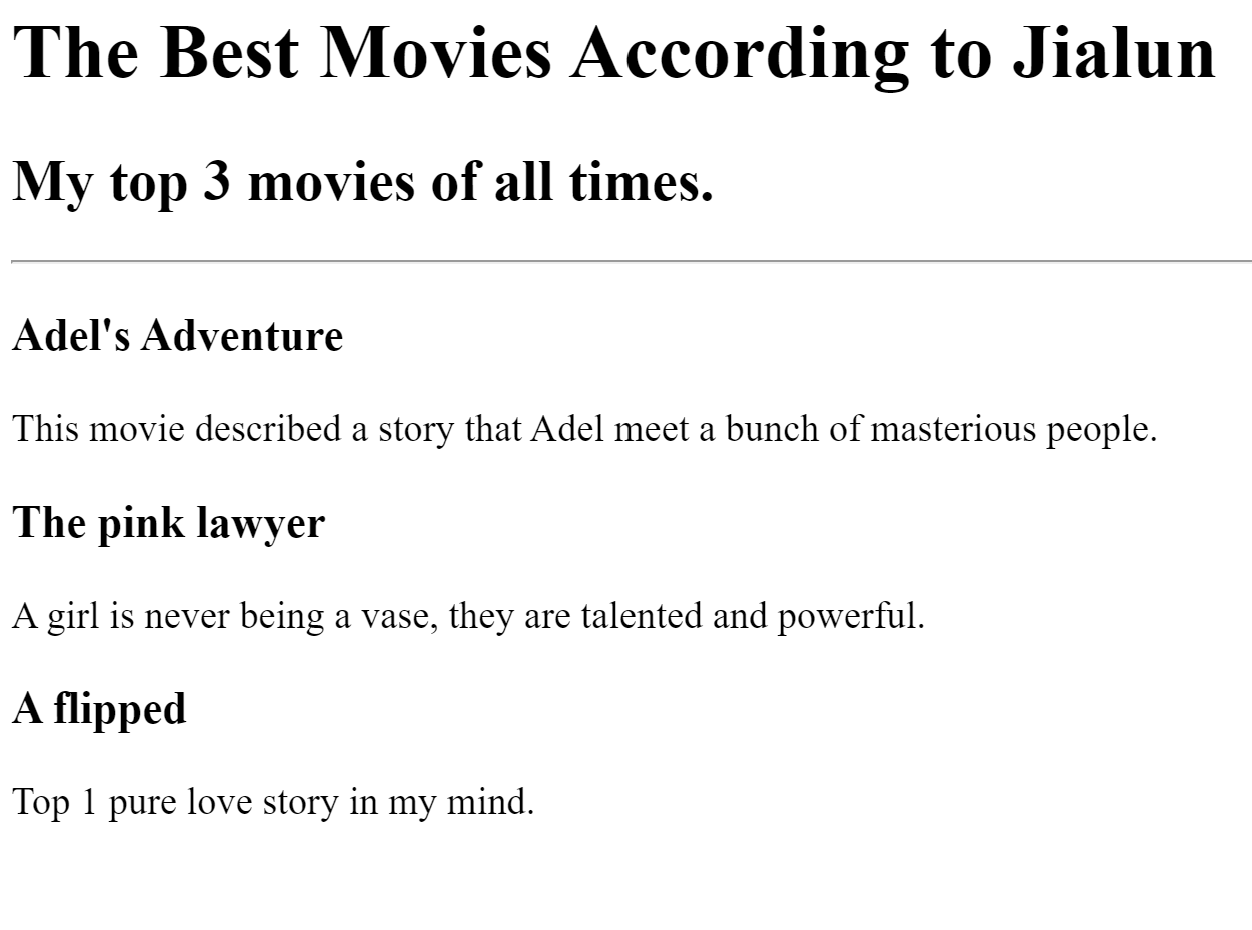 The Best Movies According to Jialun
My top 3 movies of all times.
Adel's Adventure
This movie described a story that Adel meet a bunch of masterious people.
The pink lawyer
A girl is never being a vase, they are talented and powerful.
A flipped
Top 1 pure love story in my mind.